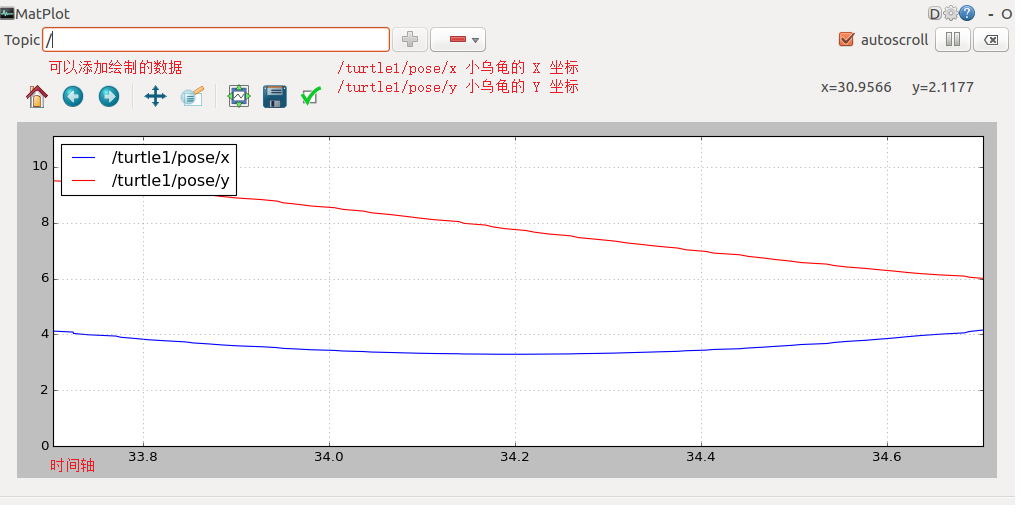 MatPlot
D ? - O
Topic /
autoscroll
可以添加绘制的数据
/turtle1/pose/x 小乌龟的 X 坐标
/turtle1/pose/y 小乌龟的 Y 坐标
x=30.9566 y=2.1177
/turtle1/pose/x
/turtle1/pose/y
10
8
6
4
2
0
33.8 34.0 34.2 34.4 34.6
时间轴